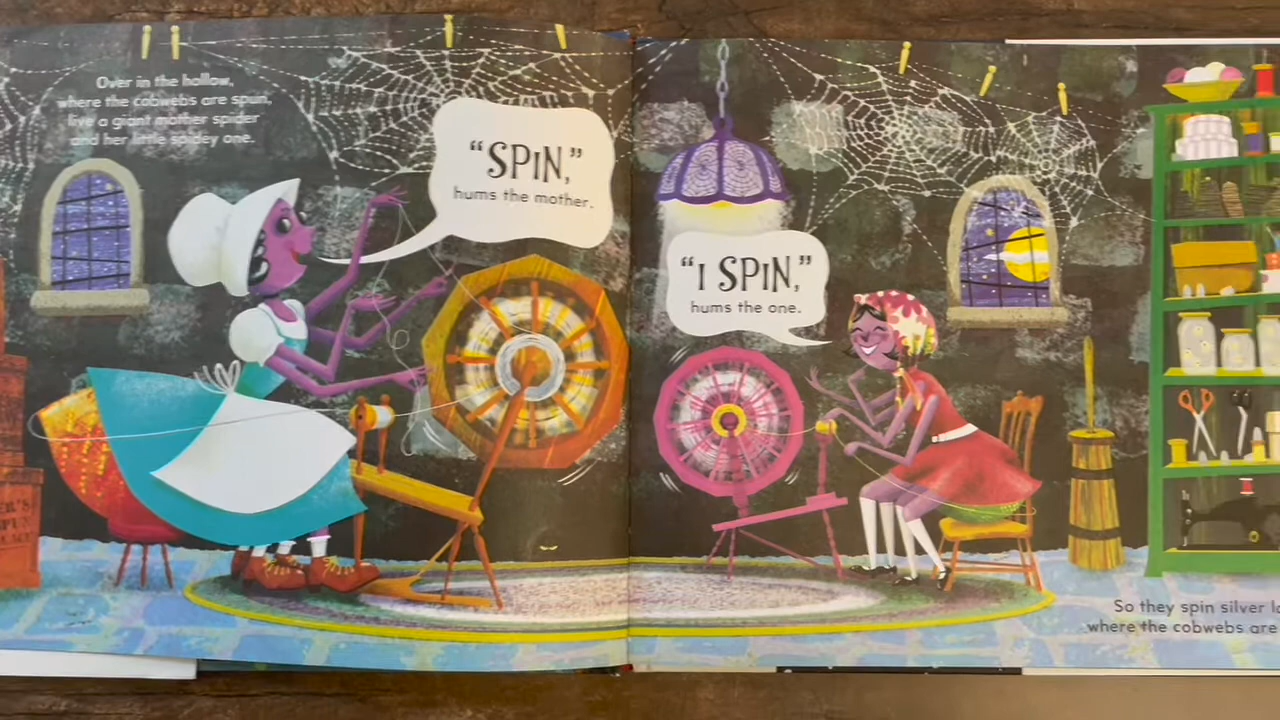 Over in the hollow,
where the cobwebs are spun,
live a giant mother spider
and her little spidey one.
“SPIN,”
hums the mother.
“I SPIN,”
hums the one.
So they spin silver
where the cobwebs are